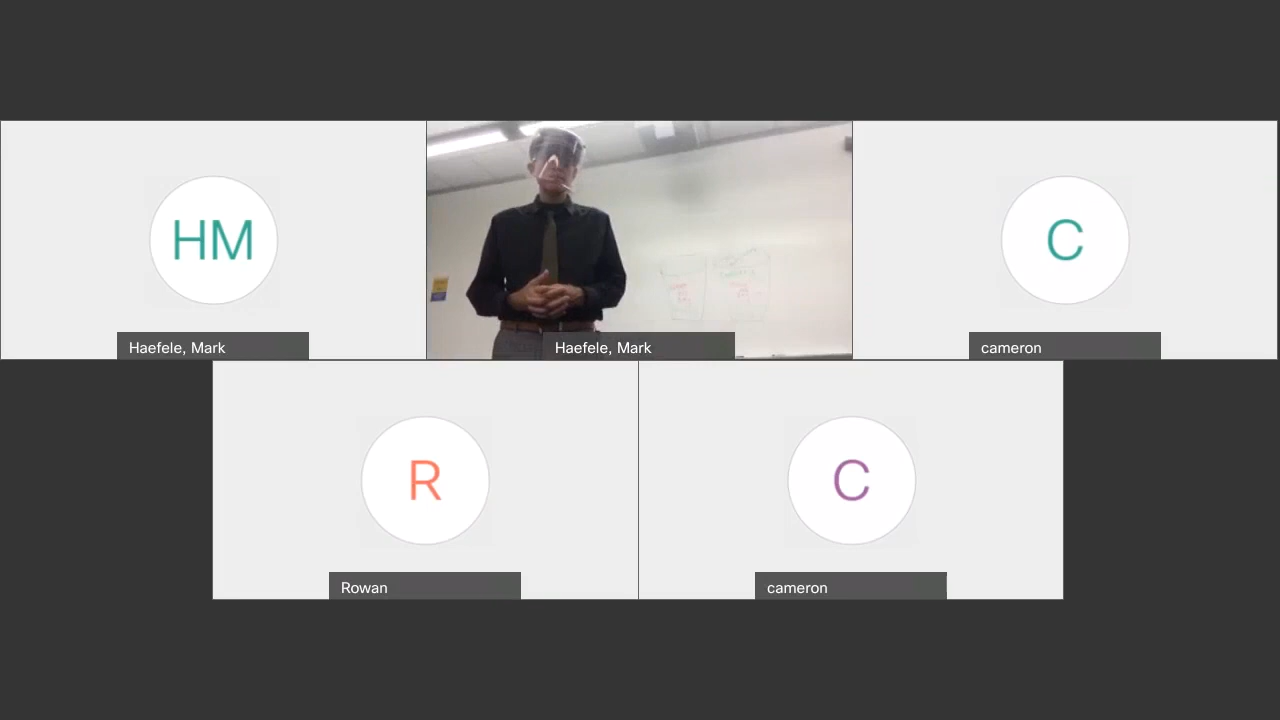 HM
Haefele, Mark
Haefele, Mark
C
cameron
R
Rowan
C
cameron